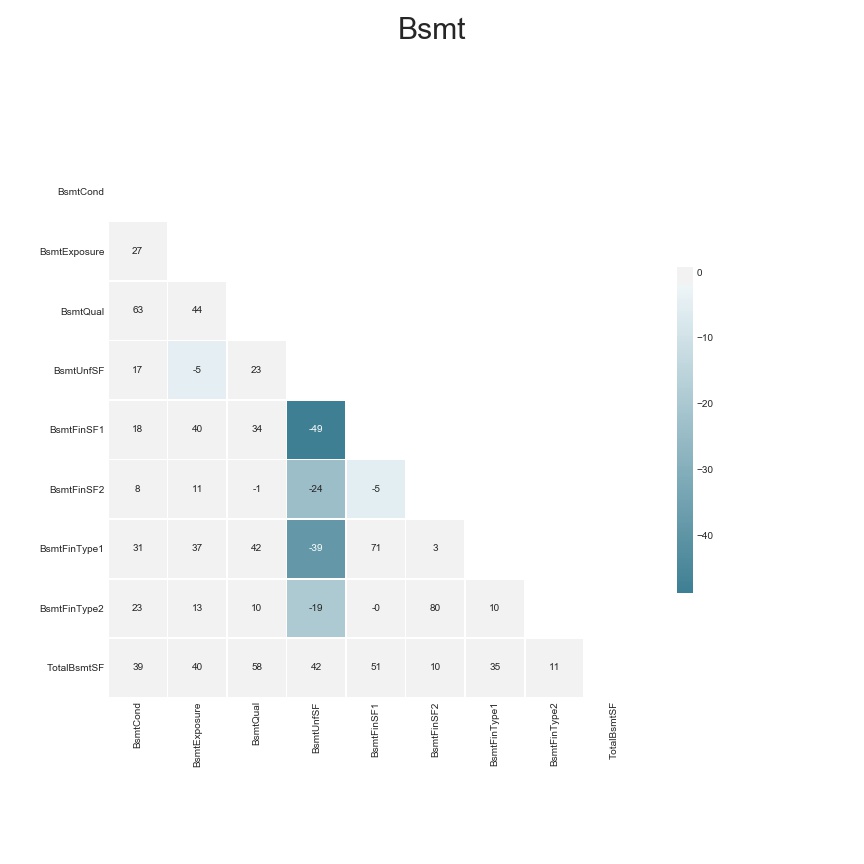 Bsmt
BsmtCond
BsmtExposure 27
BsmtQual 63 44
BsmtUnfSF 17 -5 23
BsmtFinSF1 18 40 34 -49
BsmtFinSF2 8 11 -1 -24 -5
BsmtFinType1 31 37 42 -39 71 3
BsmtFinType2 23 13 10 -19 -0 80 10
TotalBsmtSF 39 40 58 42 51 10 35 11
BsmtCond
BsmtExposure
BsmtQual
BsmtUnfSF
BsmtFinSF1
BsmtFinSF2
BsmtFinType1
BsmtFinType2
TotalBsmtSF
0
−10
−20
−30
−40